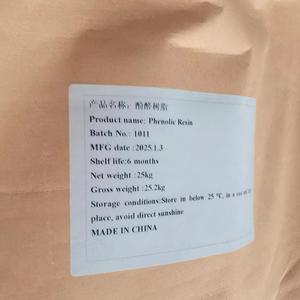 产品名称：酚醛树脂
Product name: Phenolic Resin
Batch No.: 1011
MFG date :2025.1.3
Shelf life:6 months
Net weight :25kg
Gross weight :25.2kg
Storage conditions:Store in below 25 °C, in a
place, avoid direct sunshine
MADE IN CHINA